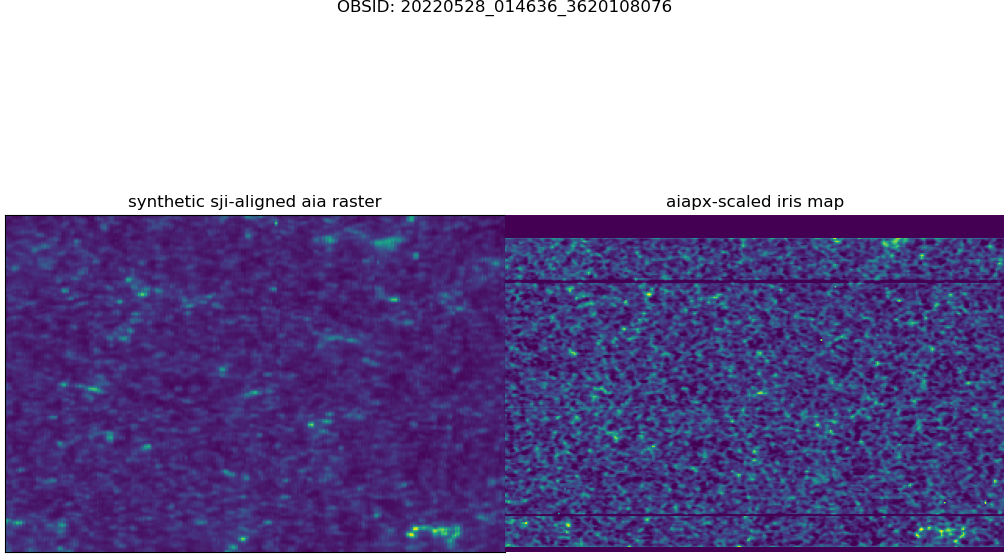 OBSID: 20220528_014636_3620108076
synthetic sji-aligned aia raster
aiapx-scaled iris map